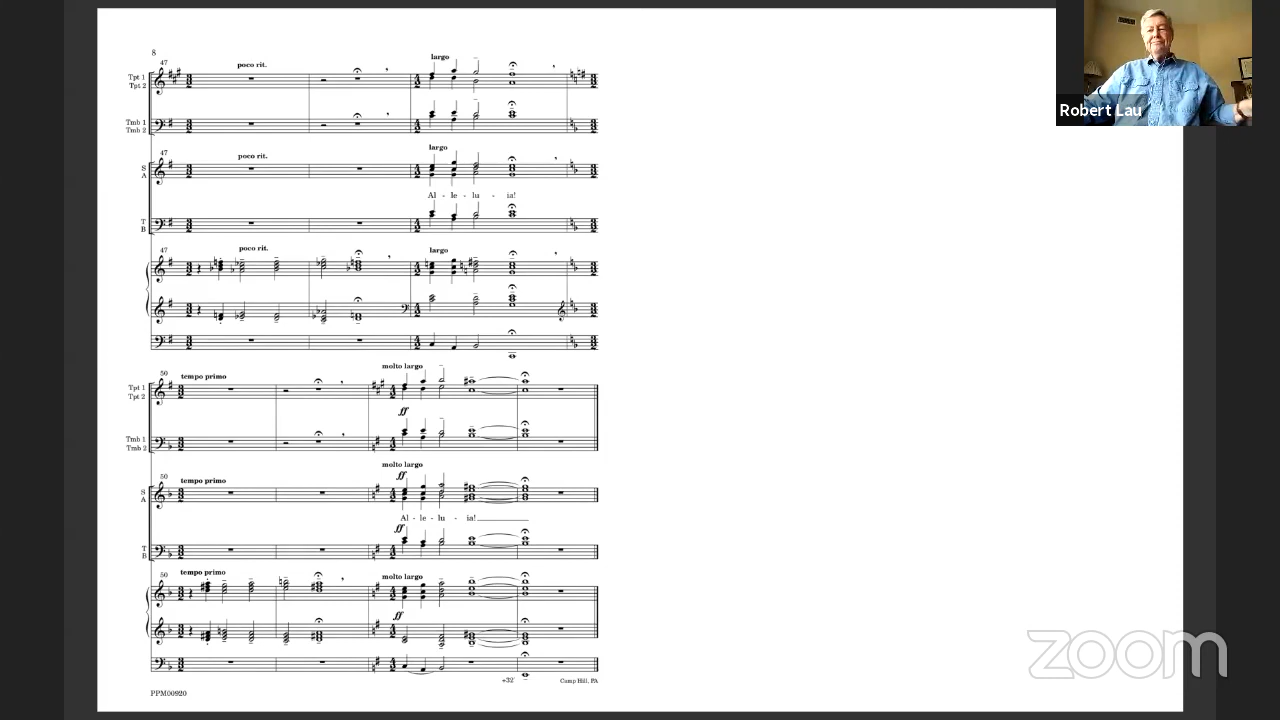 8
47
poco rit.
largo
Tpt 1
Tpt 2
Tmb 1
Tmb 2
47
poco rit.
largo
S
A
Al - le - lu - ia!
T
B
47
poco rit.
largo
50
tempo primo
molto largo
Tpt 1
Tpt 2
ff
Tmb 1
Tmb 2
50
tempo primo
molto largo
ff
S
A
Al - le - lu - ia!
ff
T
B
50
tempo primo
molto largo
ff
+32'
Camp Hill, PA
PPM00920
Robert Lau
zoom